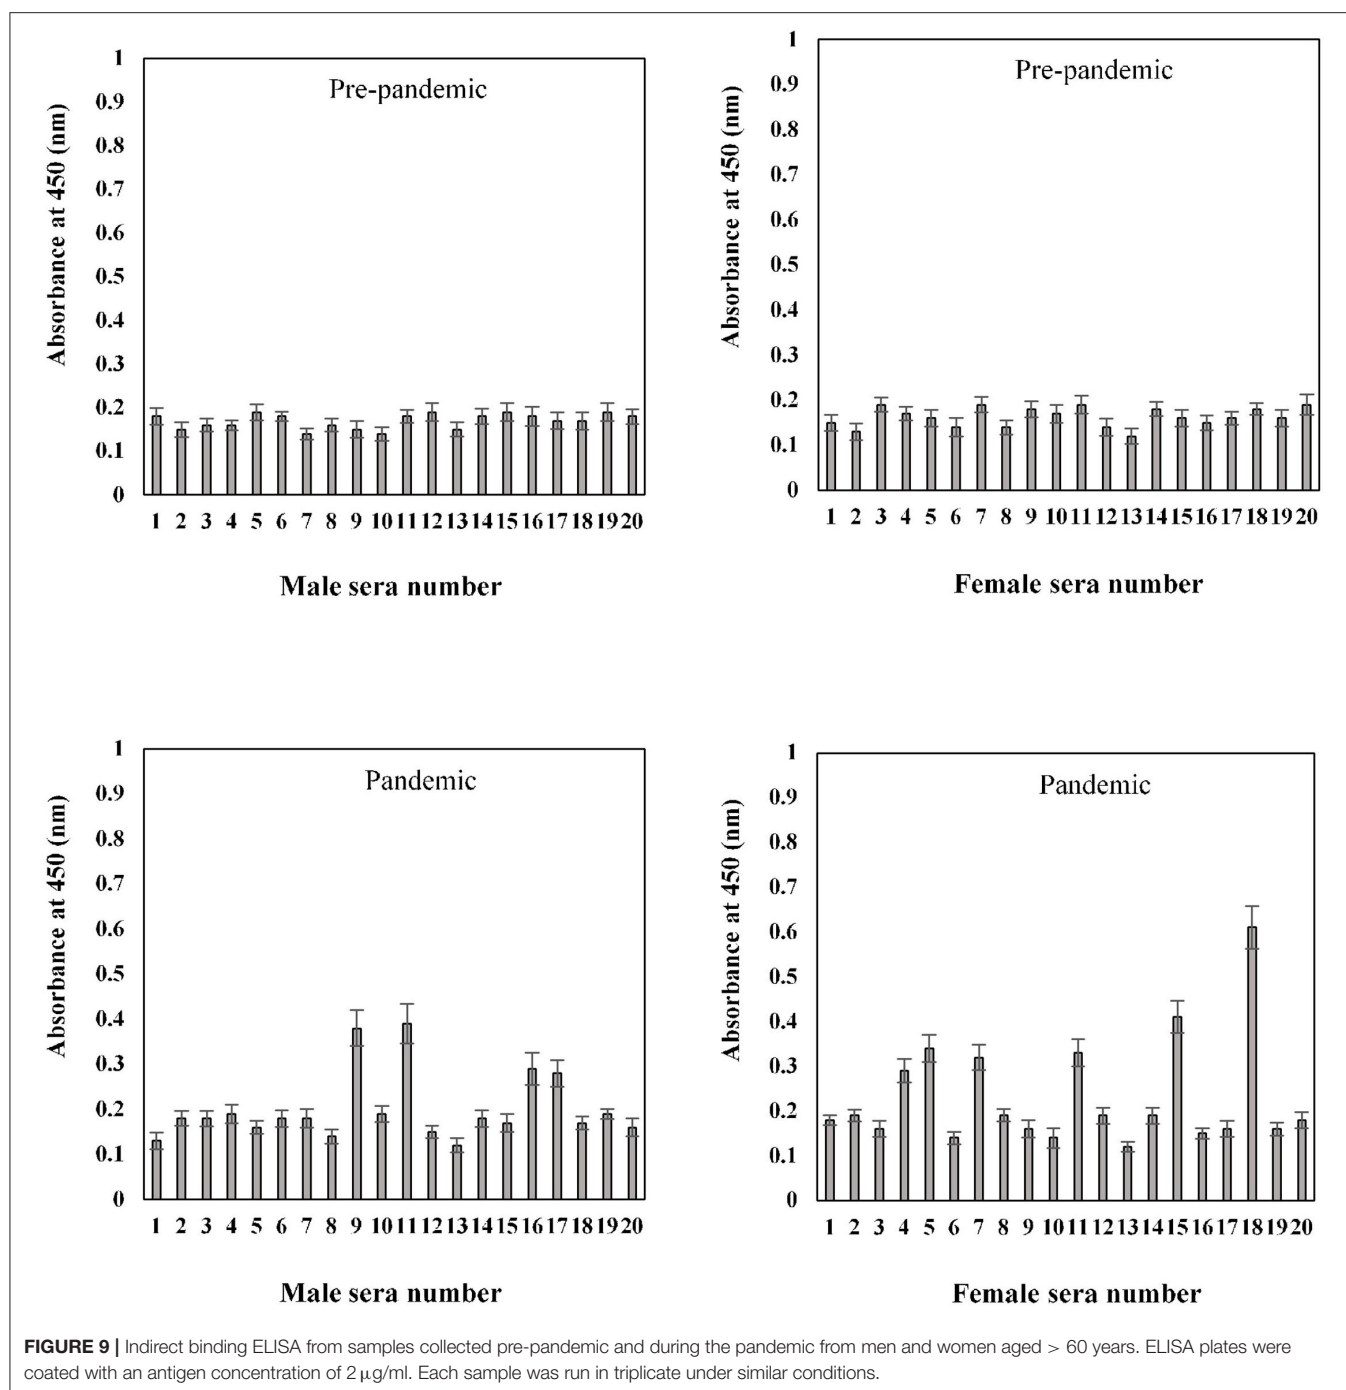 Pre-pandemic
Absorbance at 450 (nm)
1
0.9
0.8
0.7
0.6
0.5
0.4
0.3
0.2
0.1
0
1 2 3 4 5 6 7 8 9 10 11 12 13 14 15 16 17 18 19 20
Male sera number
Pre-pandemic
Absorbance at 450 (nm)
1
0.9
0.8
0.7
0.6
0.5
0.4
0.3
0.2
0.1
0
1 2 3 4 5 6 7 8 9 10 11 12 13 14 15 16 17 18 19 20
Female sera number
Pandemic
Absorbance at 450 (nm)
1
0.9
0.8
0.7
0.6
0.5
0.4
0.3
0.2
0.1
0
1 2 3 4 5 6 7 8 9 10 11 12 13 14 15 16 17 18 19 20
Male sera number
Pandemic
Absorbance at 450 (nm)
1
0.9
0.8
0.7
0.6
0.5
0.4
0.3
0.2
0.1
0
1 2 3 4 5 6 7 8 9 10 11 12 13 14 15 16 17 18 19 20
Female sera number
FIGURE 9 | Indirect binding ELISA from samples collected pre-pandemic and during the pandemic from men and women aged > 60 years. ELISA plates were
coated with an antigen concentration of 2 µg/ml. Each sample was run in triplicate under similar conditions.